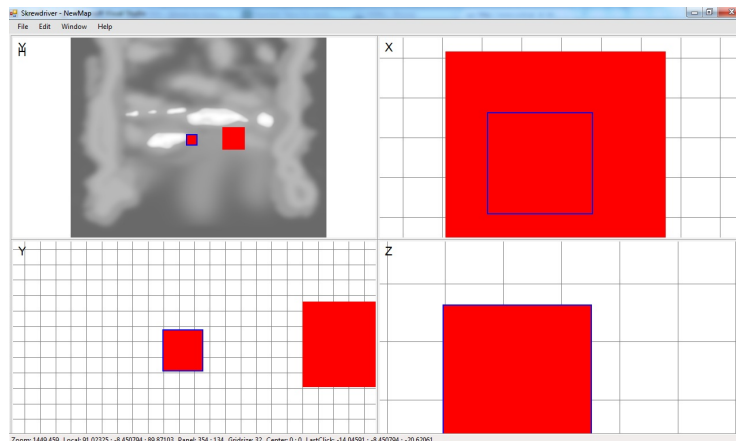 Skrewdriver - NewMap
File Edit Window Help
Y
H
X
Y
Z
Zoom: 1449.459 Local: 91.02325 : -8.450794 : 89.87103 Panel: 354 : 134 Gridsize: 32 Center: 0 : 0 LastClick: -14.04591 : -8.450794 : -20.62061